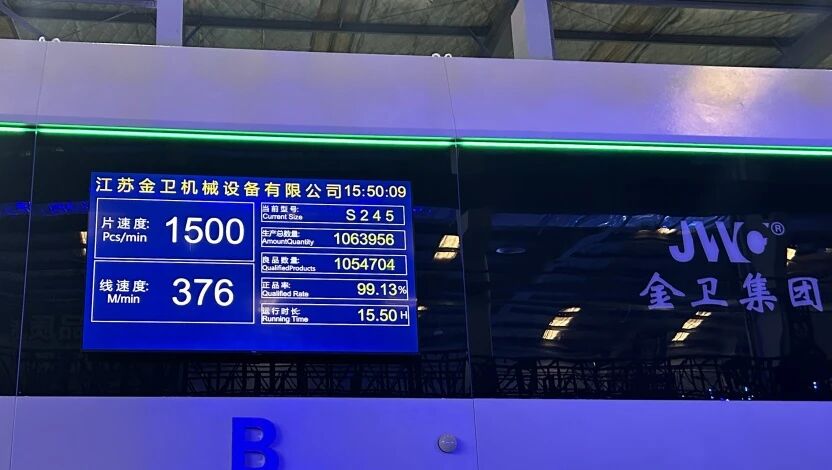 江苏金卫机械设备有限公司15:50:09
片速度:
Pcs/min
1500
线速度:
M/min
376
当前型号:
Current Size
S245
生产总数量:
AmountQuantity
1063956
良品数量:
QualifiedProducts
1054704
正品率:
Qualified Rate
99.13%
运行时长:
Running Time
15.50H
JWC®
金卫集团
B